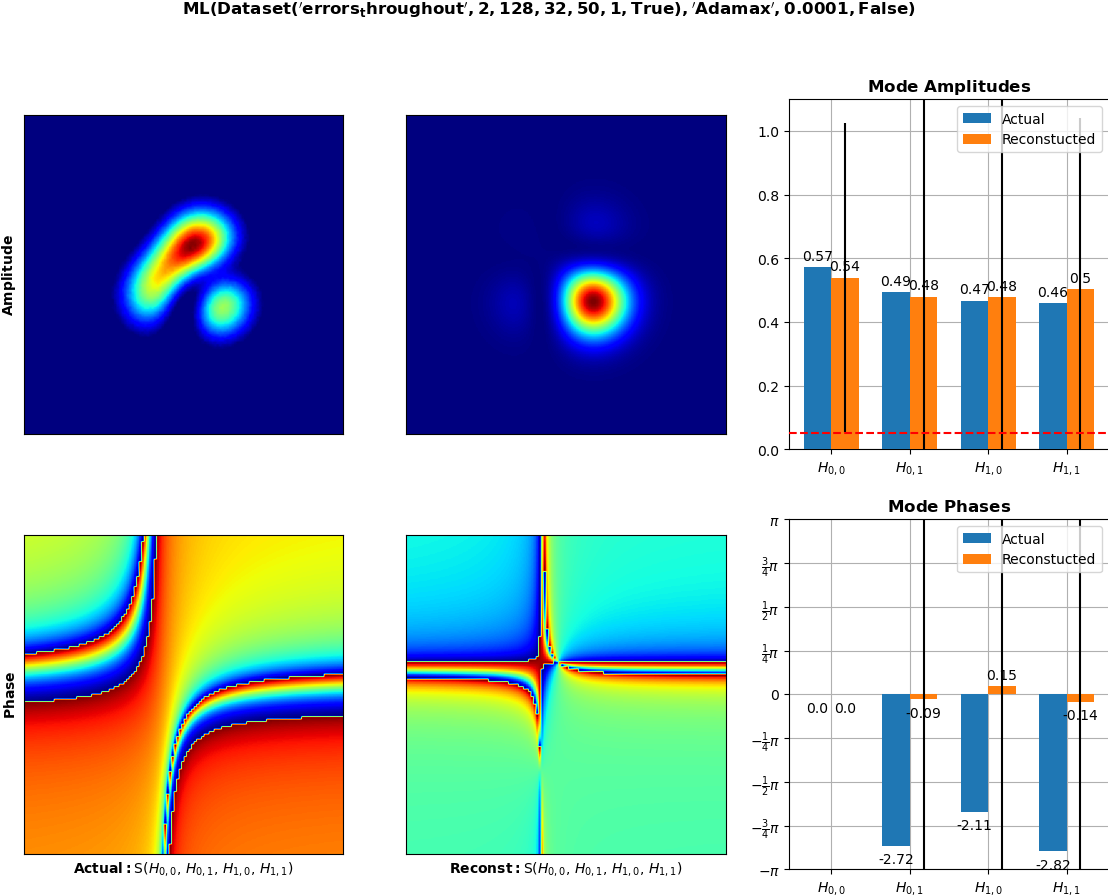 ML(Dataset('errors_throughout', 2, 128, 32, 50, 1, True), 'Adamax', 0.0001, False)
Amplitude
Mode Amplitudes
Actual
Reconstucted
1.0
0.8
0.6
0.4
0.2
0.0
0.57
0.54
0.49
0.48
0.47
0.48
0.46
0.5
H0,0
H0,1
H1,0
H1,1
Phase
Actual: S(H0,0, H0,1, H1,0, H1,1)
Reconst: S(H0,0, H0,1, H1,0, H1,1)
Mode Phases
Actual
Reconstucted
π
3/4π
1/2π
1/4π
0
−1/4π
−1/2π
−3/4π
−π
0.0
0.0
-2.72
-0.09
-2.11
0.15
-2.82
-0.14
H0,0
H0,1
H1,0
H1,1